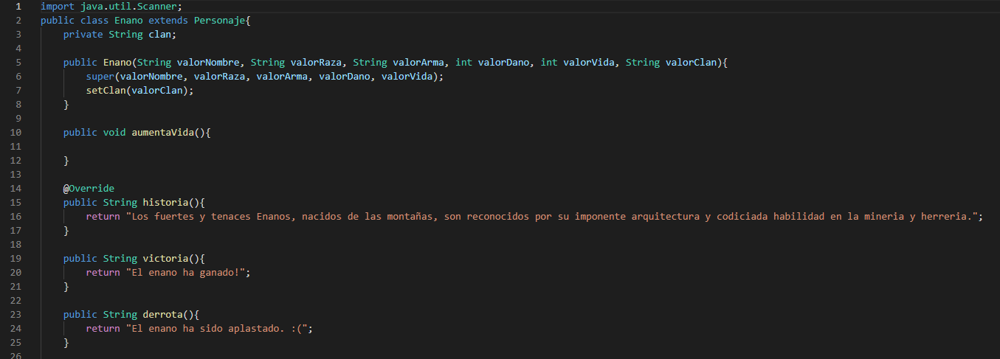 1 import java.util.Scanner;
2 public class Enano extends Personaje{
3 private String clan;
4
5 public Enano(String valorNombre, String valorRaza, String valorArma, int valorDano, int valorVida, String valorClan){
6 super(valorNombre, valorRaza, valorArma, valorDano, valorVida);
7 setClan(valorClan);
8 }
9
10 public void aumentaVida(){
11
12 }
13
14 @Override
15 public String historia(){
16 return "Los fuertes y tenaces Enanos, nacidos de las montañas, son reconocidos por su imponente arquitectura y codiciada habilidad en la mineria y herreria.";
17 }
18
19 public String victoria(){
20 return "El enano ha ganado!";
21 }
22
23 public String derrota(){
24 return "El enano ha sido aplastado. :(";
25 }
26